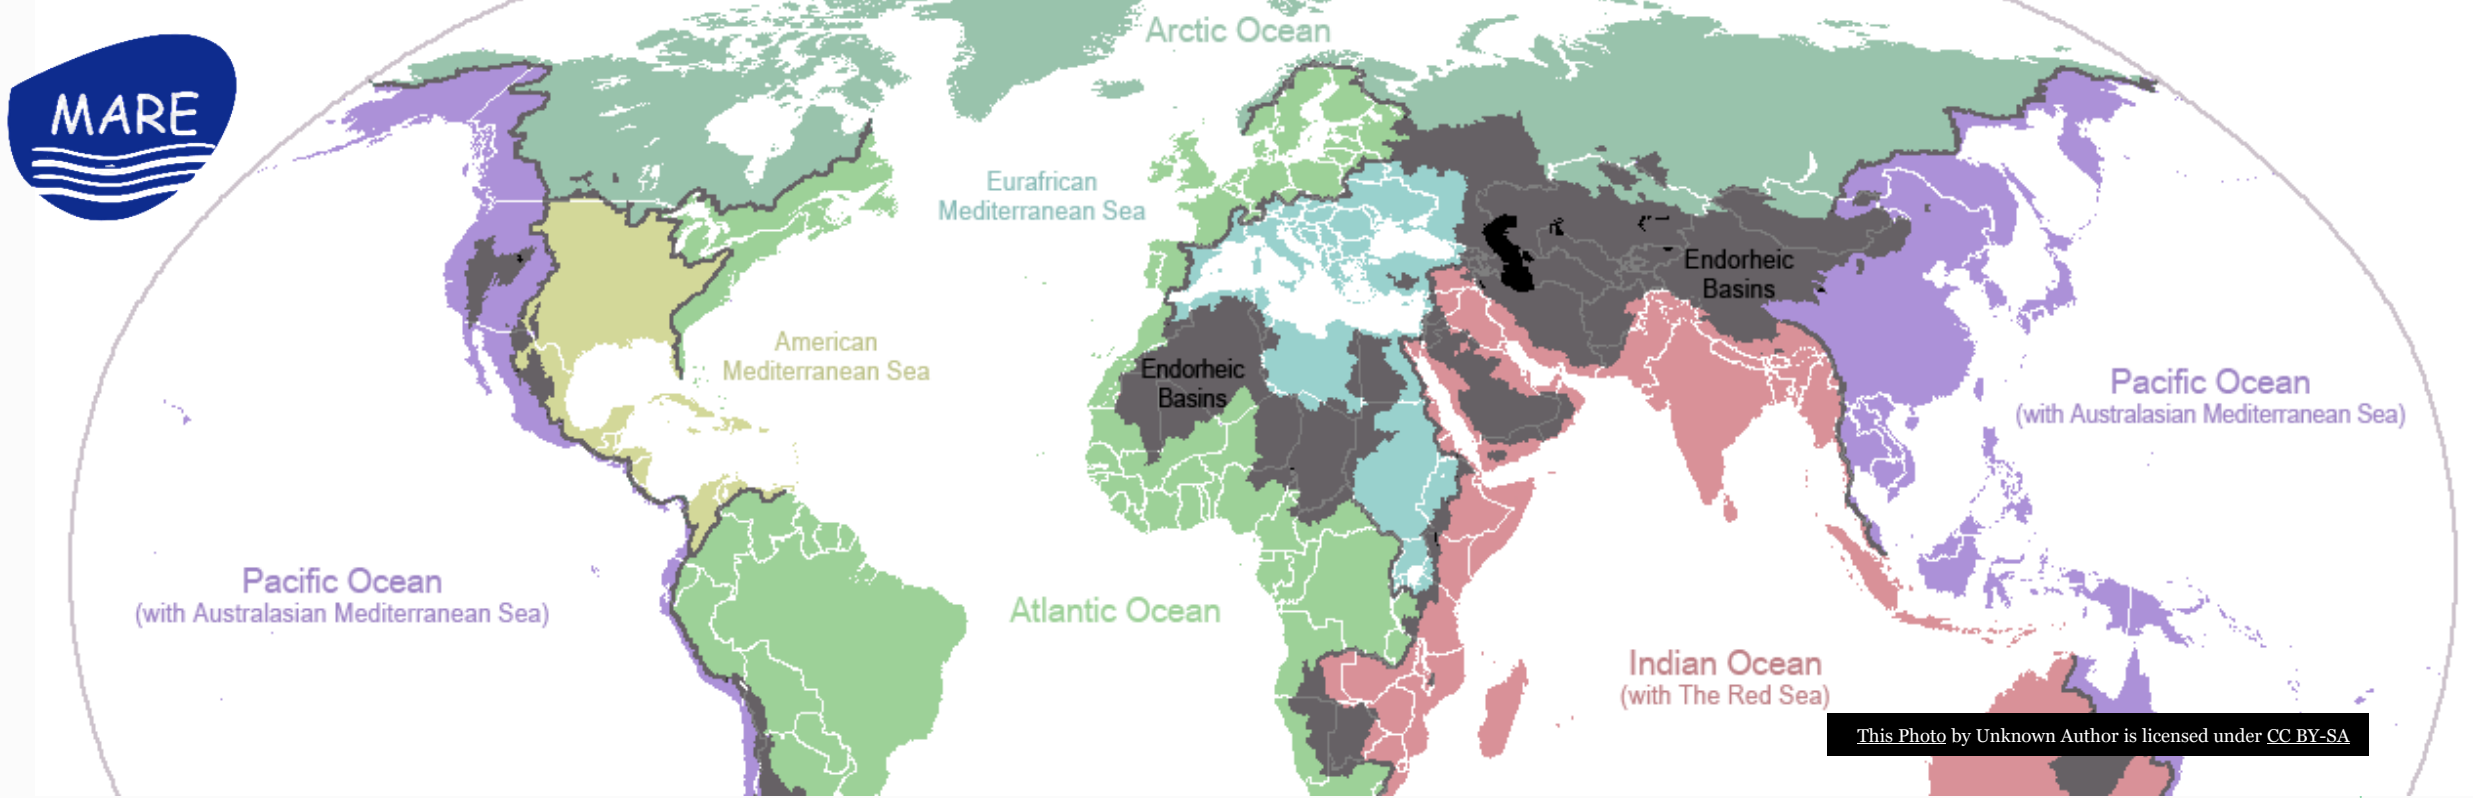 MARE
Arctic Ocean
Eurafrican
Mediterranean Sea
Endorheic
Basins
American
Mediterranean Sea
Endorheic
Basins
Pacific Ocean
(with Australasian Mediterranean Sea)
Pacific Ocean
(with Australasian Mediterranean Sea)
Atlantic Ocean
Indian Ocean
(with The Red Sea)
This Photo by Unknown Author is licensed under CC BY-SA